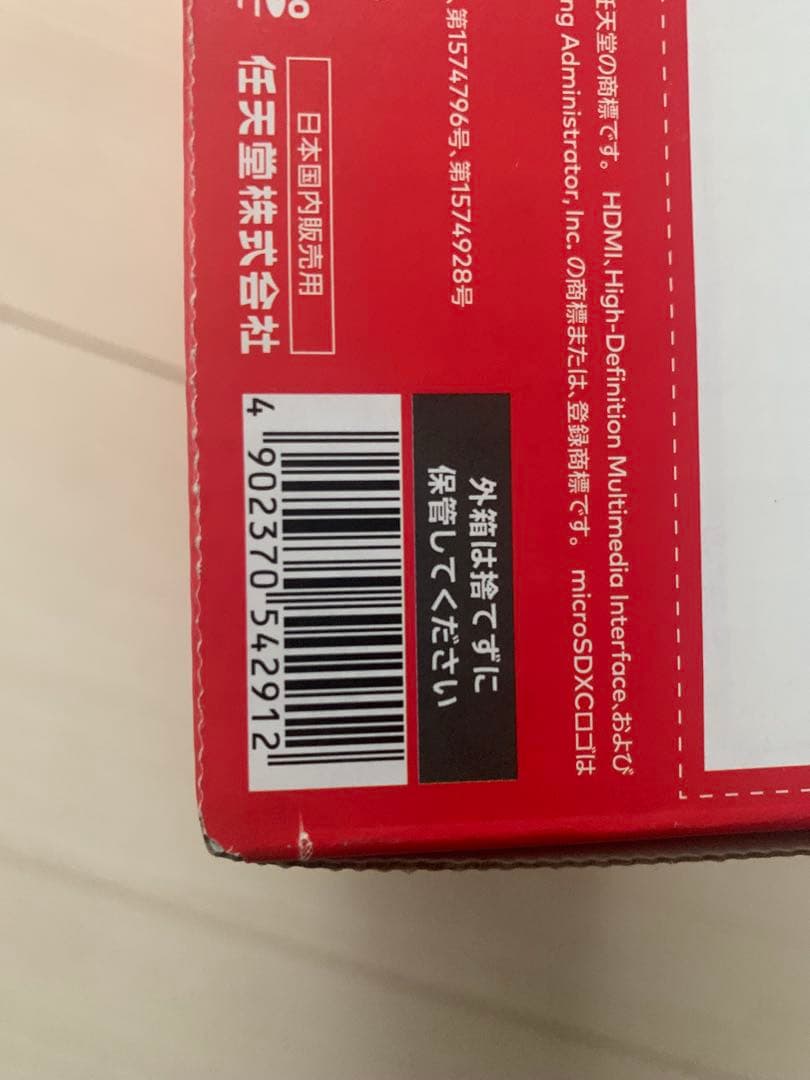 任天堂の商標です。 HDMI、High-Definition Multimedia Interface、および
ng Administrator, Inc. の商標または、登録商標です。 microSDXCロゴは
、第1574796号、第1574928号
日本国内販売用
任天堂株式会社
外箱は捨てずに
保管してください
4 902370 542912